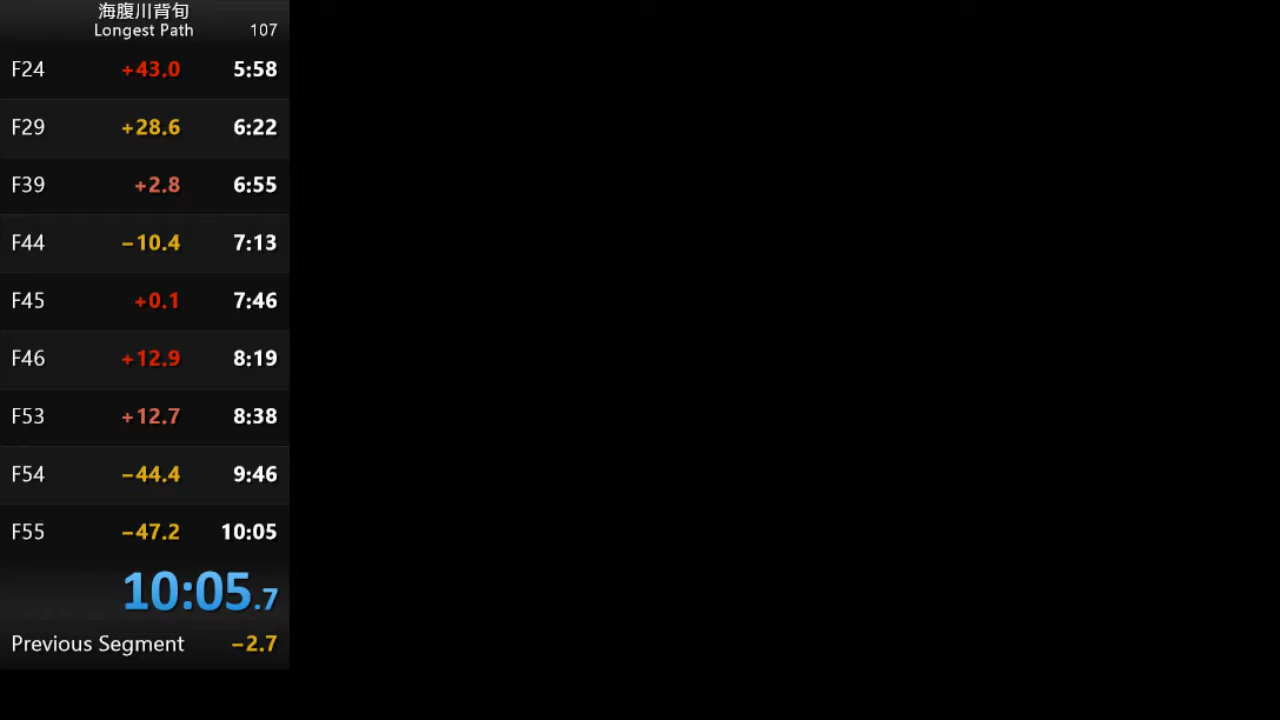 海腹川背旬
Longest Path 107
F24 +43.0 5:58
F29 +28.6 6:22
F39 +2.8 6:55
F44 −10.4 7:13
F45 +0.1 7:46
F46 +12.9 8:19
F53 +12.7 8:38
F54 −44.4 9:46
F55 −47.2 10:05
10:05.7
Previous Segment −2.7